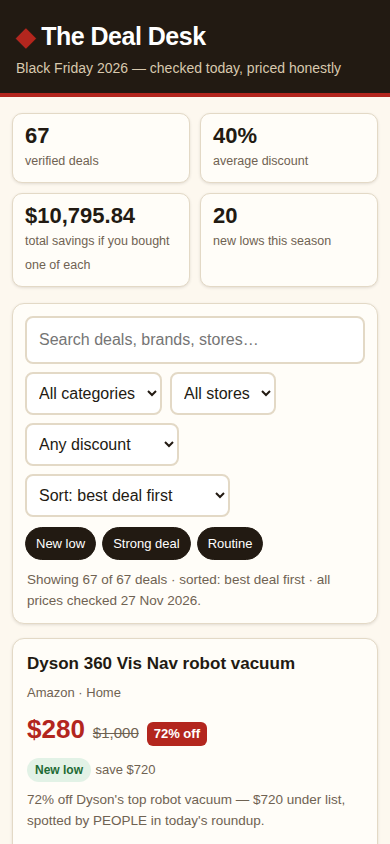 The Deal Desk
Black Friday 2026 — checked today, priced honestly
67
verified deals
40%
average discount
$10,795.84
total savings if you bought
one of each
20
new lows this season
Search deals, brands, stores…
All categories
All stores
Any discount
Sort: best deal first
New low
Strong deal
Routine
Showing 67 of 67 deals · sorted: best deal first · all
prices checked 27 Nov 2026.
Dyson 360 Vis Nav robot vacuum
Amazon · Home
$280 $1,000 72% off
New low save $720
72% off Dyson's top robot vacuum — $720 under list,
spotted by PEOPLE in today's roundup.